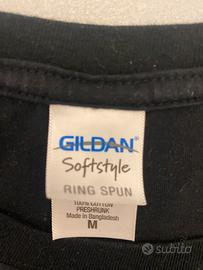 GILDAN
Softstyle
RING SPUN
100% COTTON
PRESHRUNK
Made in Bangladesh
M
subito